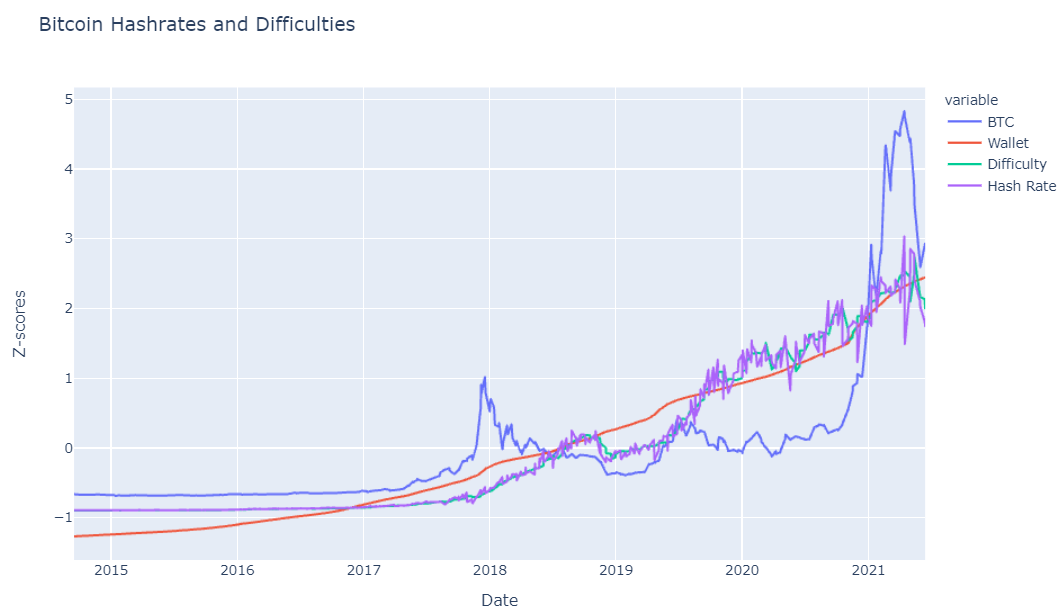 Bitcoin Hashrates and Difficulties
variable
BTC
Wallet
Difficulty
Hash Rate
Z-scores
5
4
3
2
1
0
−1
2015 2016 2017 2018 2019 2020 2021
Date